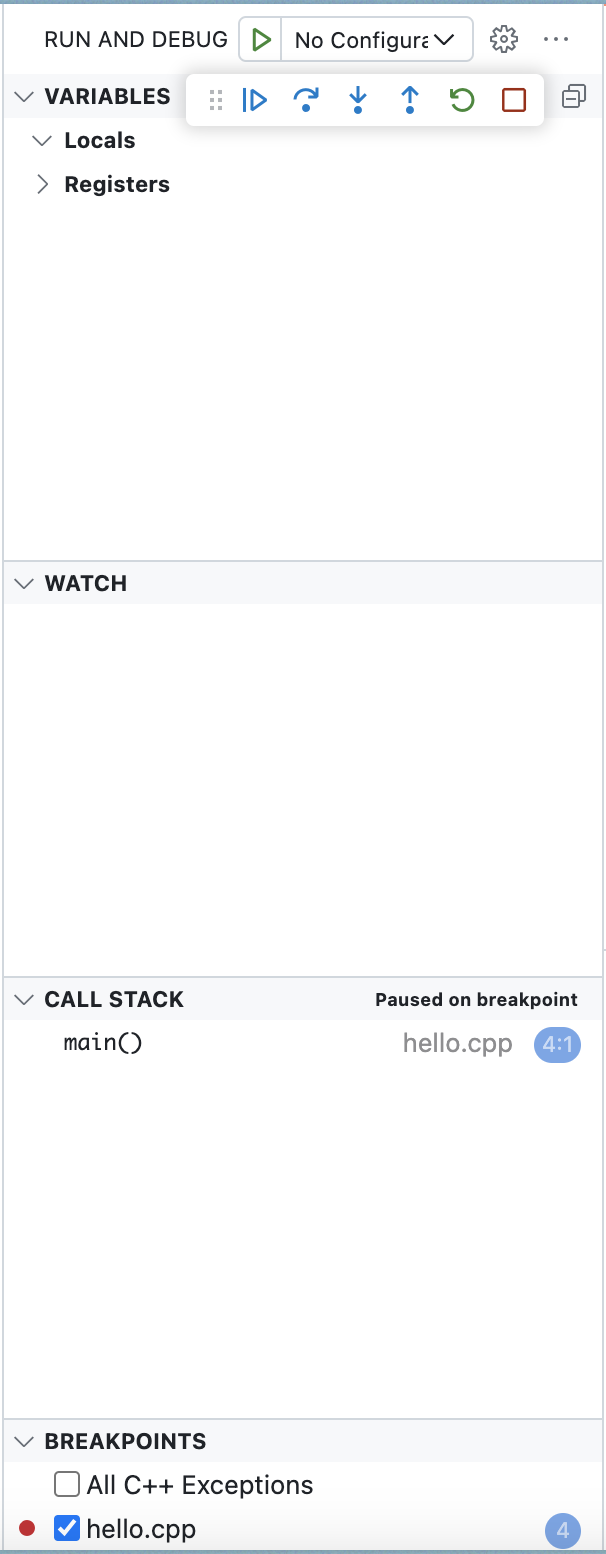 RUN AND DEBUG No Configura
VARIABLES
Locals
Registers
WATCH
CALL STACK Paused on breakpoint
main() hello.cpp 4:1
BREAKPOINTS
All C++ Exceptions
hello.cpp 4